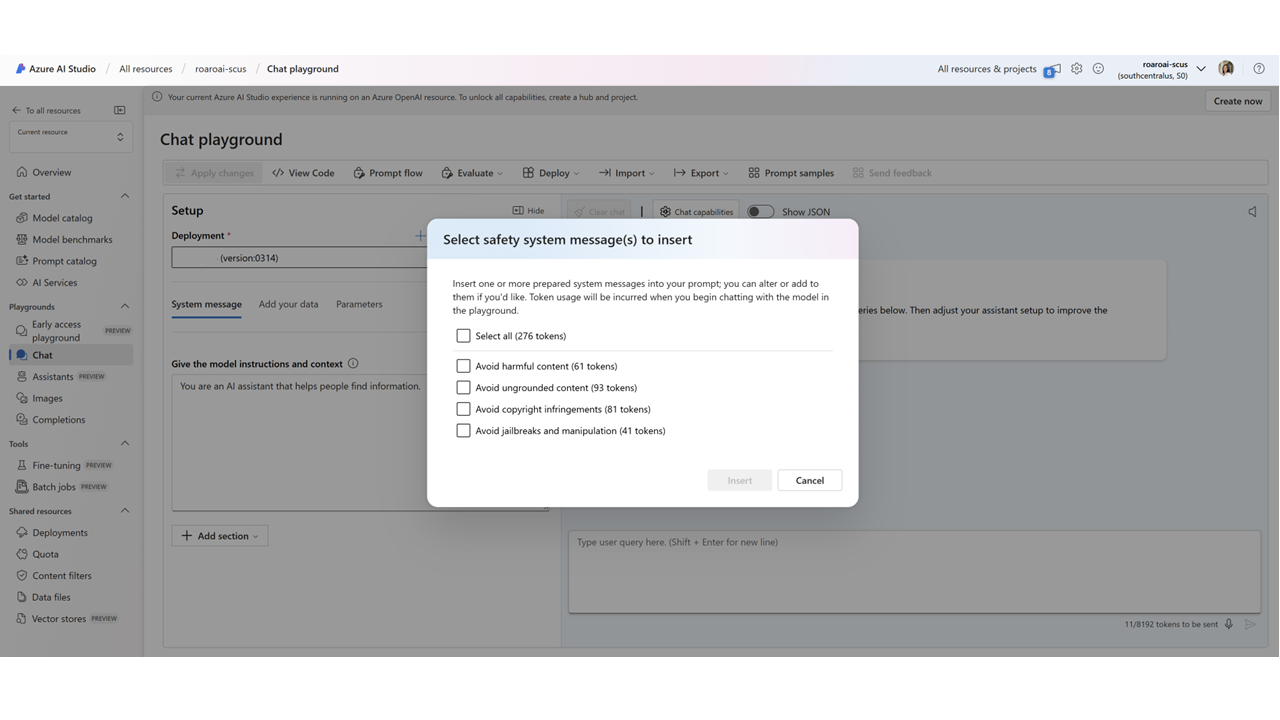 Azure AI Studio / All resources / roaroai-scus / Chat playground
All resources & projects
8
roaroai-scus
(southcentralus, S0)
To all resources
Current resource
Overview
Get started
Model catalog
Model benchmarks
Prompt catalog
AI Services
Playgrounds
Early access playground PREVIEW
Chat
Assistants PREVIEW
Images
Completions
Tools
Fine-tuning PREVIEW
Batch jobs PREVIEW
Shared resources
Deployments
Quota
Content filters
Data files
Vector stores PREVIEW
Your current Azure AI Studio experience is running on an Azure OpenAI resource. To unlock all capabilities, create a hub and project.
Create now
Chat playground
Apply changes
View Code
Prompt flow
Evaluate
Deploy
Import
Export
Prompt samples
Send feedback
Setup
Hide
Deployment *
(version:0314)
System message
Add your data
Parameters
Give the model instructions and context
You are an AI assistant that helps people find information.
Add section
Clear chat
Chat capabilities
Show JSON
eries below. Then adjust your assistant setup to improve the
Select safety system message(s) to insert
Insert one or more prepared system messages into your prompt; you can alter or add to
them if you'd like. Token usage will be incurred when you begin chatting with the model in
the playground.
Select all (276 tokens)
Avoid harmful content (61 tokens)
Avoid ungrounded content (93 tokens)
Avoid copyright infringements (81 tokens)
Avoid jailbreaks and manipulation (41 tokens)
Insert
Cancel
Type user query here. (Shift + Enter for new line)
11/8192 tokens to be sent